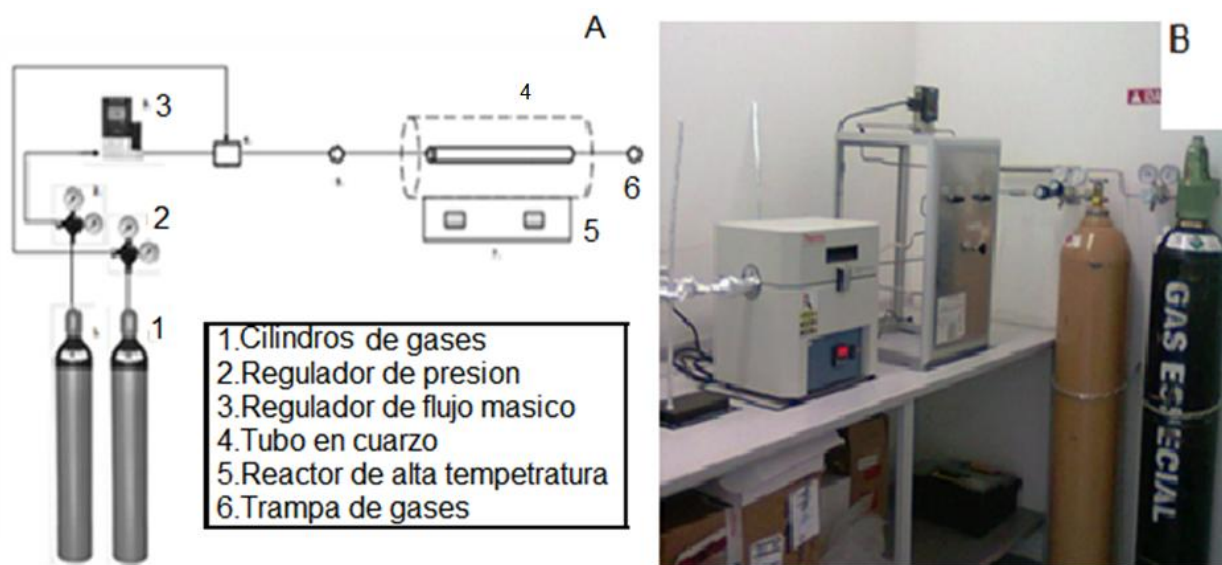 A
3
4
2
6
5
1
1.Cilindros de gases
2.Regulador de presion
3.Regulador de flujo masico
4.Tubo en cuarzo
5.Reactor de alta tempetratura
6.Trampa de gases
B
GAS ESPECIAL